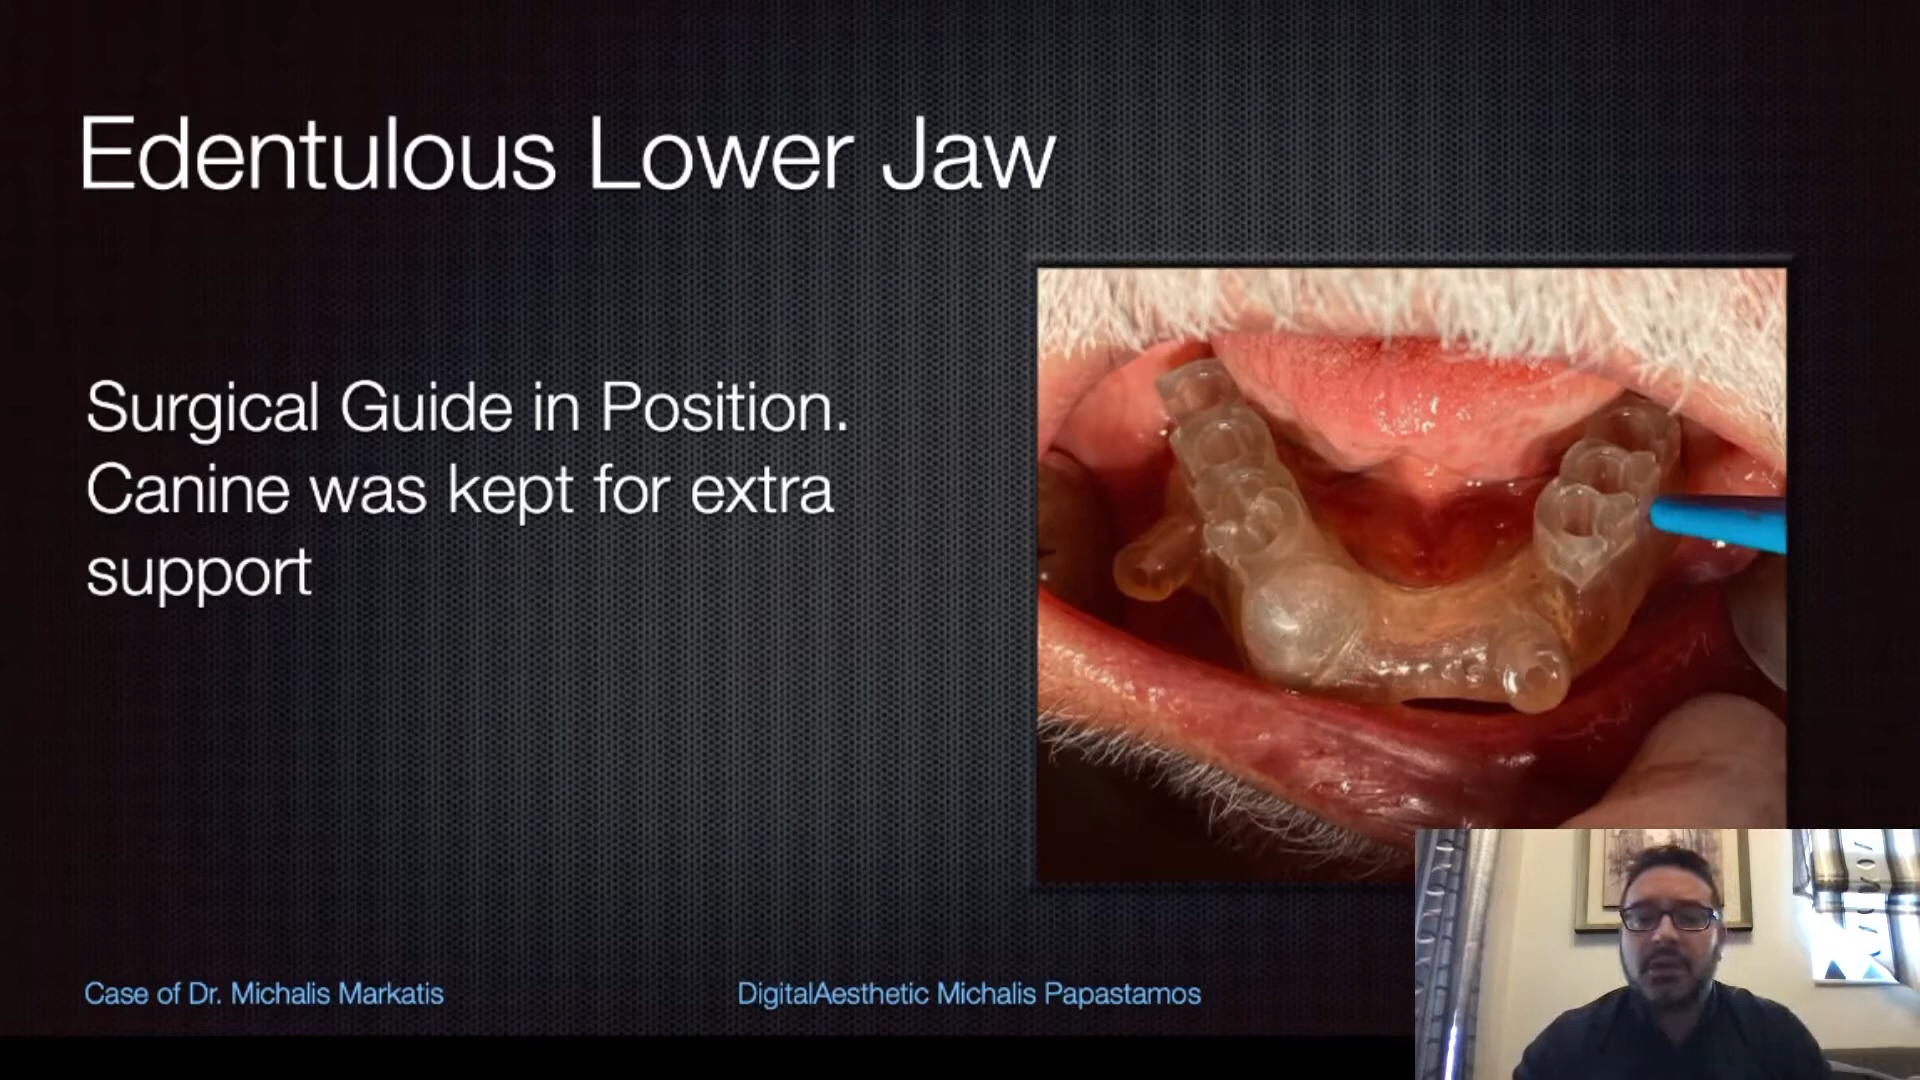 Edentulous Lower Jaw
Surgical Guide in Position.
Canine was kept for extra
support
Case of Dr. Michalis Markatis
DigitalAesthetic Michalis Papastamos